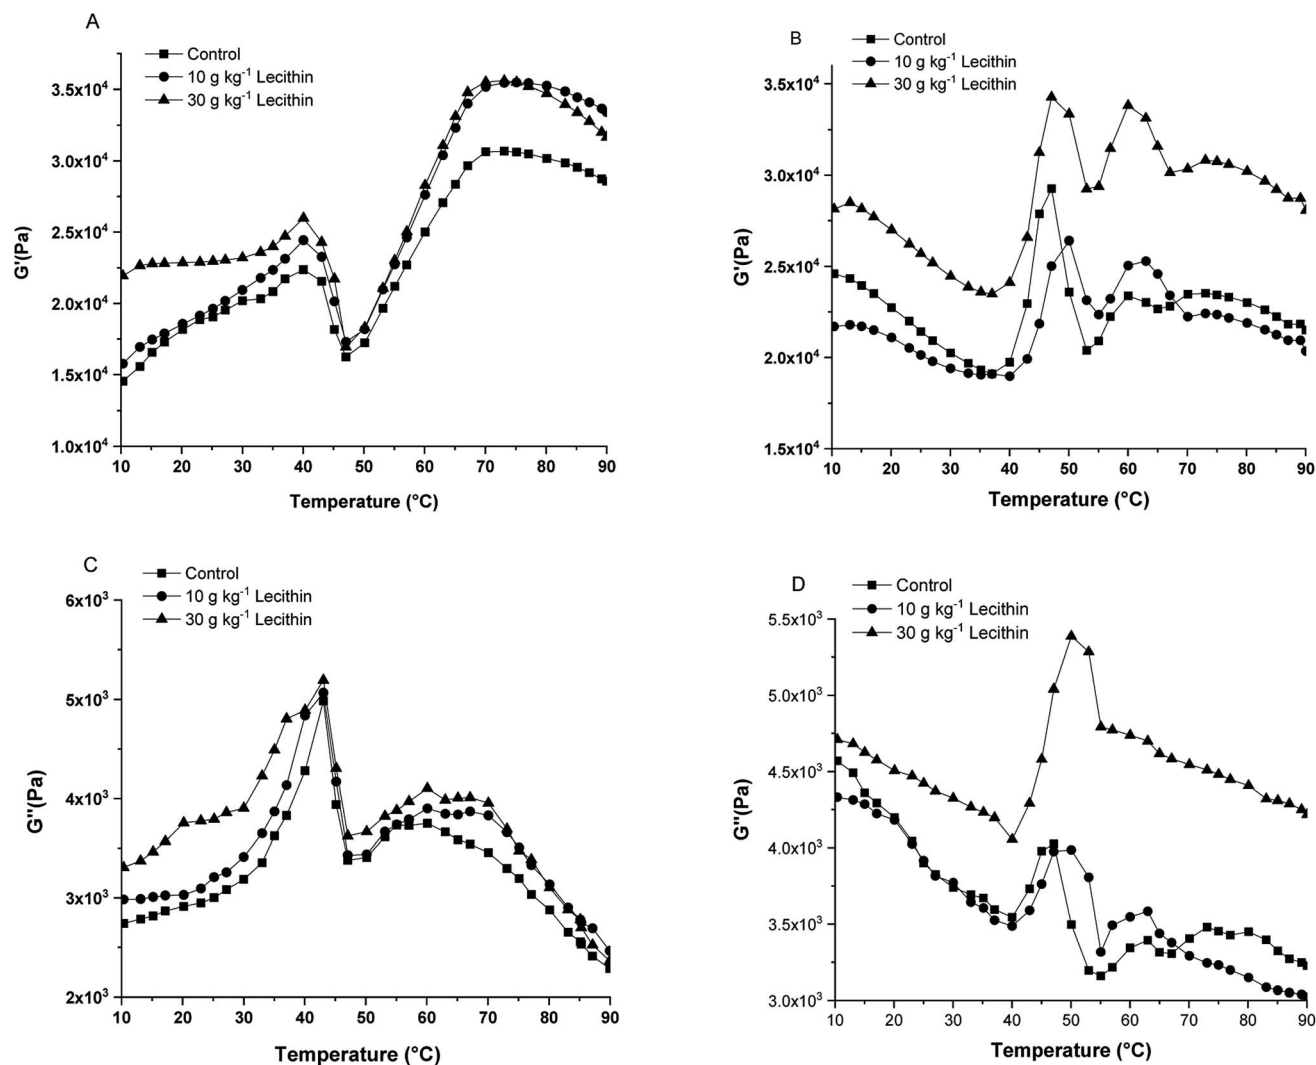 A
Control
10 g kg⁻¹ Lecithin
30 g kg⁻¹ Lecithin
3.5x10⁴
3.0x10⁴
2.5x10⁴
2.0x10⁴
1.5x10⁴
1.0x10⁴
G'(Pa)
10 20 30 40 50 60 70 80 90
Temperature (°C)
B
Control
10 g kg⁻¹ Lecithin
30 g kg⁻¹ Lecithin
3.5x10⁴
3.0x10⁴
2.5x10⁴
2.0x10⁴
1.5x10⁴
G'(Pa)
10 20 30 40 50 60 70 80 90
Temperature (°C)
C
Control
10 g kg⁻¹ Lecithin
30 g kg⁻¹ Lecithin
6x10³
5x10³
4x10³
3x10³
2x10³
G''(Pa)
10 20 30 40 50 60 70 80 90
Temperature (°C)
D
Control
10 g kg⁻¹ Lecithin
30 g kg⁻¹ Lecithin
5.5x10³
5.0x10³
4.5x10³
4.0x10³
3.5x10³
3.0x10³
G''(Pa)
10 20 30 40 50 60 70 80 90
Temperature (°C)